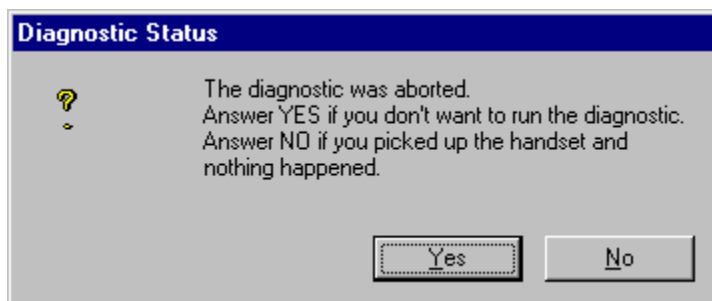 Diagnostic Status
The diagnostic was aborted.
Answer YES if you don't want to run the diagnostic.
Answer NO if you picked up the handset and
nothing happened.
Yes
No